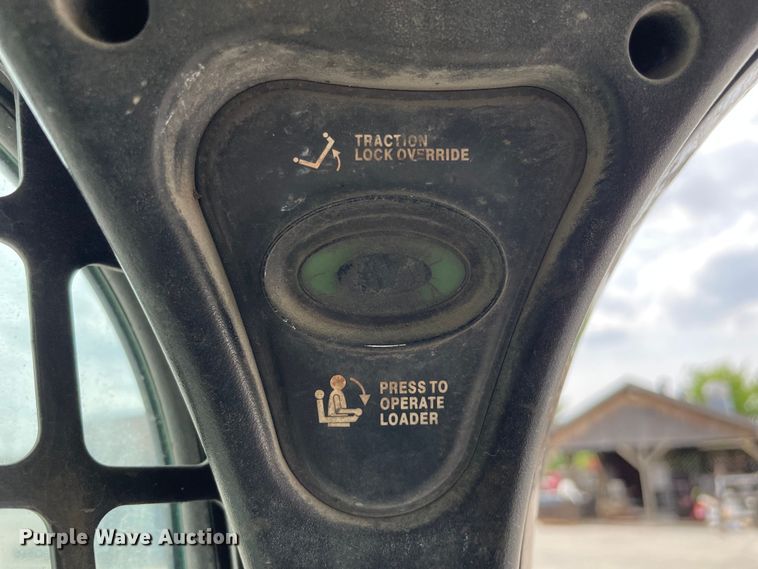 TRACTION
LOCK OVERRIDE
PRESS TO
OPERATE
LOADER
Purple Wave Auction